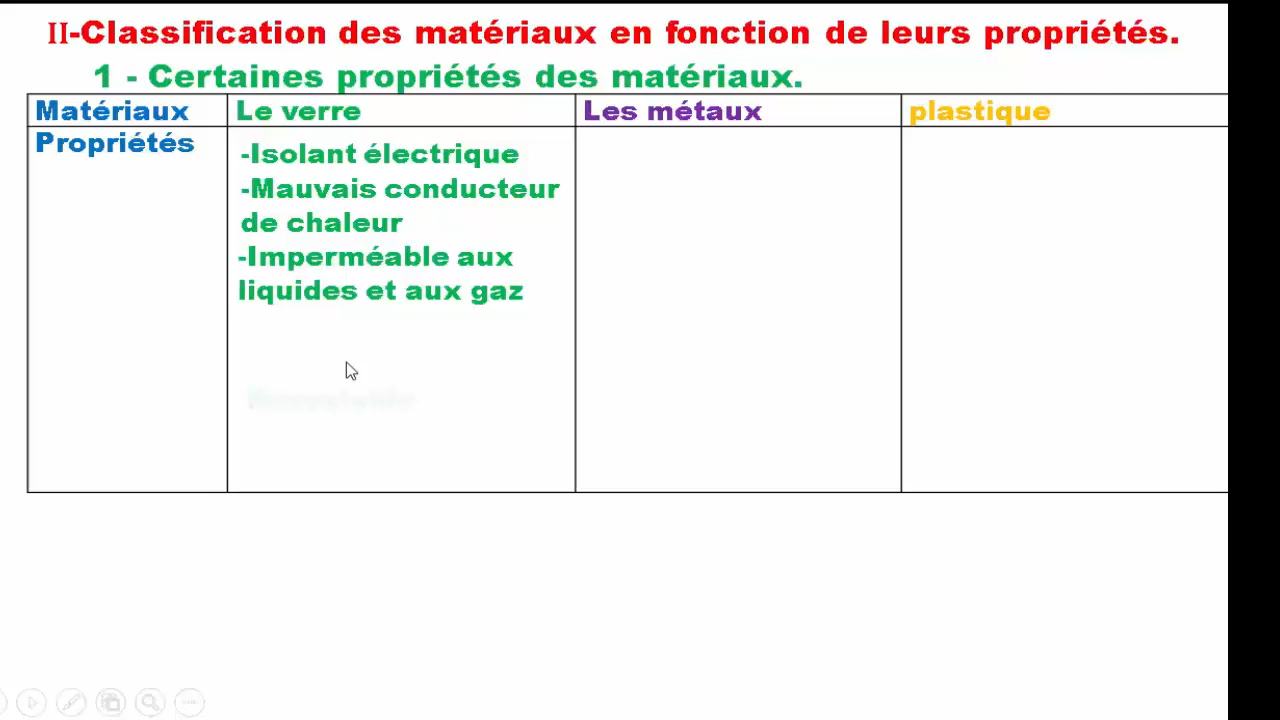 II-Classification des matériaux en fonction de leurs propriétés.
1 - Certaines propriétés des matériaux.
Matériaux
Le verre
Les métaux
plastique
Propriétés
-Isolant électrique
-Mauvais conducteur
de chaleur
-Imperméable aux
liquides et aux gaz